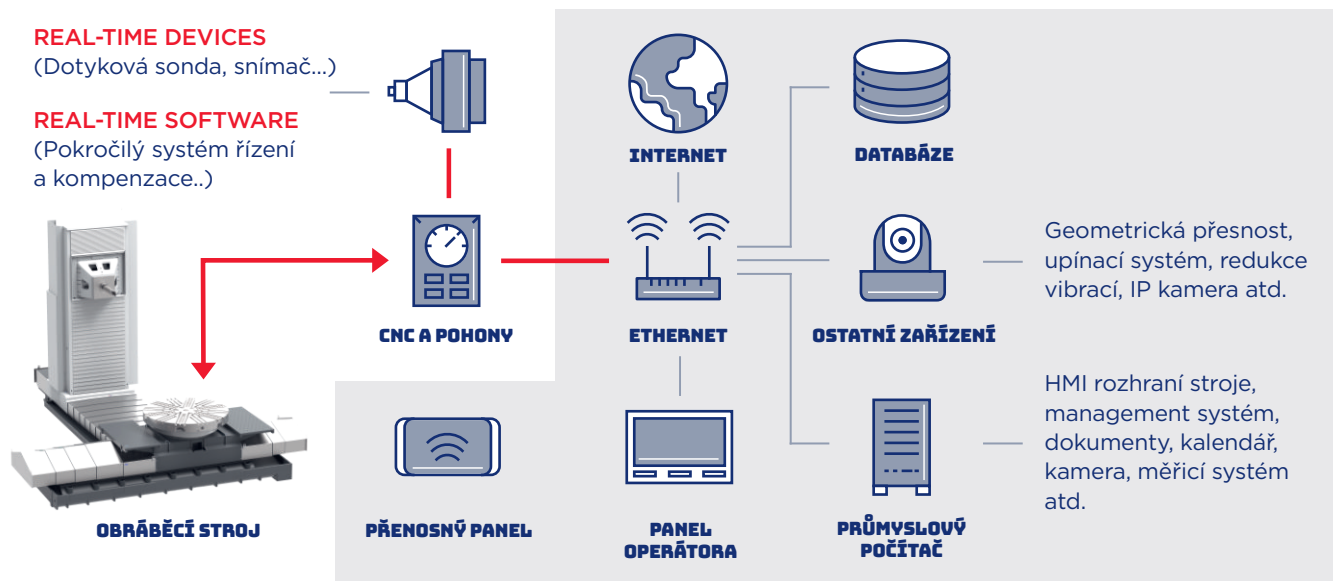 REAL-TIME DEVICES
(Dotyková sonda, snímač...)
REAL-TIME SOFTWARE
(Pokročilý systém řízení
a kompenzace..)
INTERNET
DATABÁZE
Geometrická přesnost,
upínací systém, redukce
vibrací, IP kamera atd.
CNC A POHONY
ETHERNET
OSTATNÍ ZAŘÍZENÍ
HMI rozhraní stroje,
management systém,
dokumenty, kalendář,
kamera, měřicí systém
atd.
OBRÁBĚCÍ STROJ
PŘENOSNÝ PANEL
PANEL
OPERÁTORA
PRŮMYSLOVÝ
POČÍTAČ